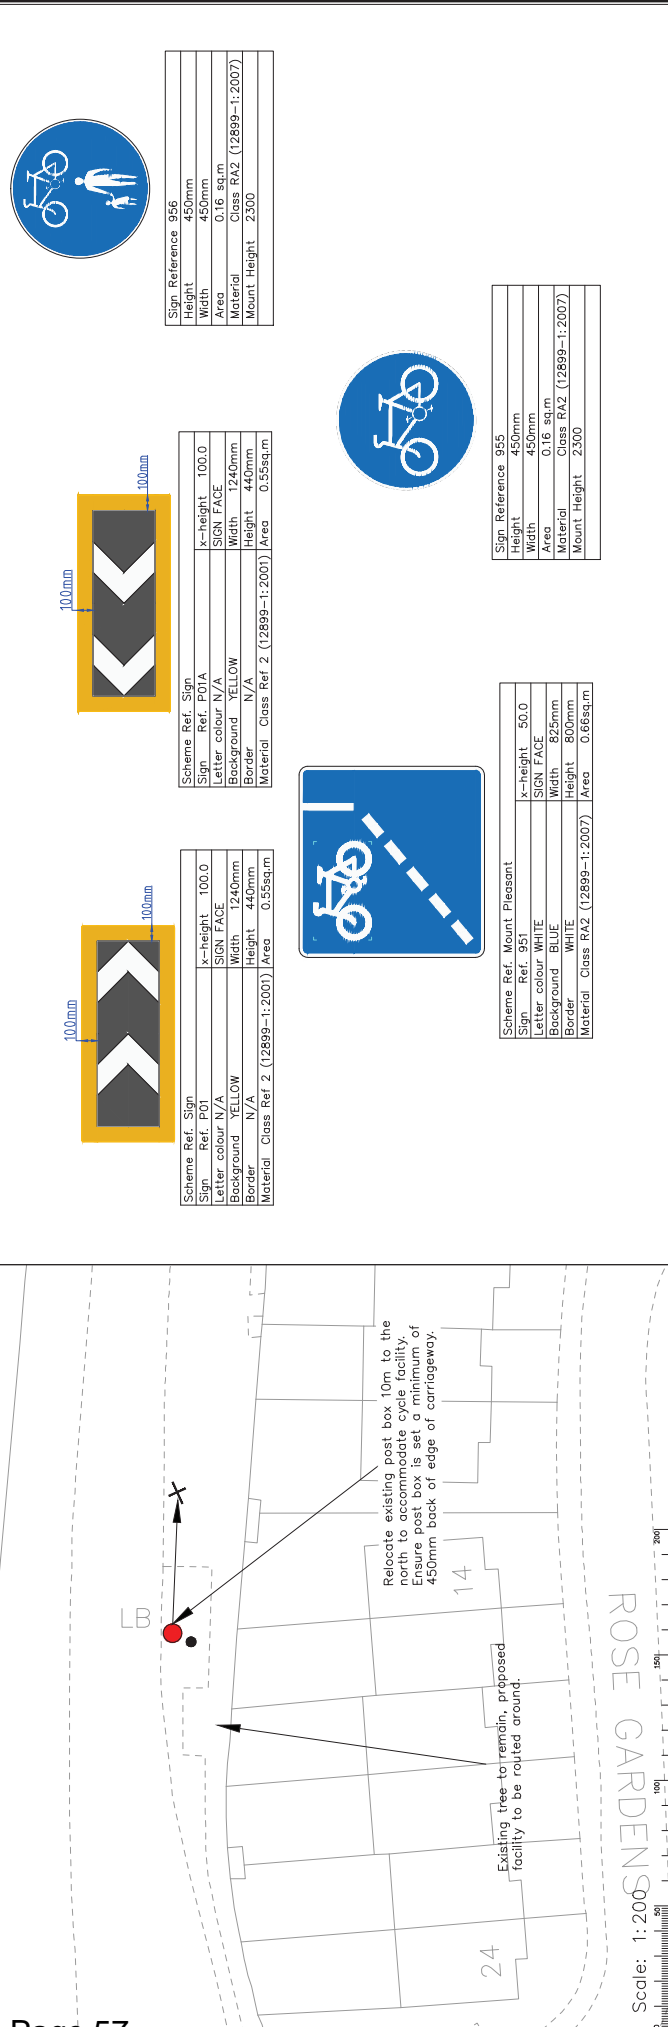 Sign Reference 956
Height 450mm
Width 450mm
Area 0.16 sq.m
Material Class RA2 (12899-1:2007)
Mount Height 2300
100mm
100mm
Scheme Ref. Sign
Sign Ref. P01A x-height 100.0
Letter colour N/A SIGN FACE
Background YELLOW Width 1240mm
Border N/A Height 440mm
Material Class Ref 2 (12899-1:2001) Area 0.55sq.m
Sign Reference 955
Height 450mm
Width 450mm
Area 0.16 sq.m
Material Class RA2 (12899-1:2007)
Mount Height 2300
100mm
100mm
Scheme Ref. Sign
Sign Ref. P01 x-height 100.0
Letter colour N/A SIGN FACE
Background YELLOW Width 1240mm
Border N/A Height 440mm
Material Class Ref 2 (12899-1:2001) Area 0.55sq.m
Scheme Ref. Mount Pleasant
Sign Ref. 951 x-height 50.0
Letter colour WHITE SIGN FACE
Background BLUE Width 825mm
Border WHITE Height 800mm
Material Class RA2 (12899-1:2007) Area 0.66sq.m
Relocate existing post box 10m to the
north to accommodate cycle facility.
Ensure post box is set a minimum of
450mm back of edge of carriageway.
LB
14
Existing tree to remain, proposed
facility to be routed around.
24
ROSE GARDENS
Scale: 1:200
0
50
100
150
200
Page 57